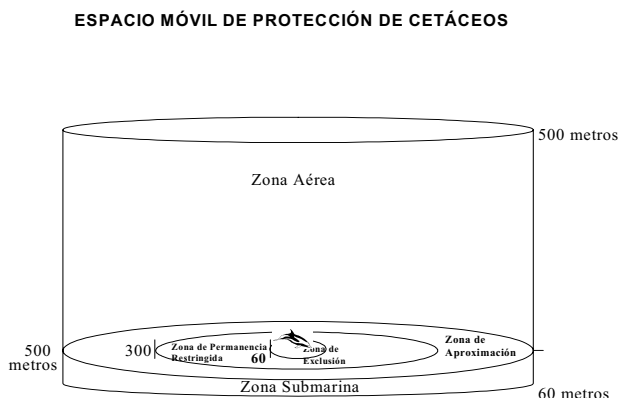 ESPACIO MÓVIL DE PROTECCIÓN DE CETÁCEOS
500 metros
Zona Aérea
Zona de
Aproximación
500
metros
300
Zona de Permanencia
Restringida
60
Zona de
Exclusión
Zona Submarina
60 metros